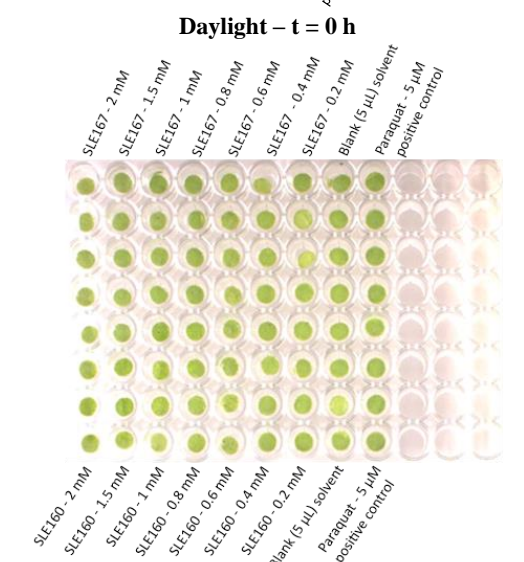 Daylight – t = 0 h
SLE167 - 2 mM
SLE167 - 1.5 mM
SLE167 - 1 mM
SLE167 - 0.8 mM
SLE167 - 0.6 mM
SLE167 - 0.4 mM
SLE167 - 0.2 mM
Blank (5 µL) solvent
Paraquat - 5 µM
positive control
SLE160 - 2 mM
SLE160 - 1.5 mM
SLE160 - 1 mM
SLE160 - 0.8 mM
SLE160 - 0.6 mM
SLE160 - 0.4 mM
SLE160 - 0.2 mM
Blank (5 µL) solvent
Paraquat - 5 µM
positive control